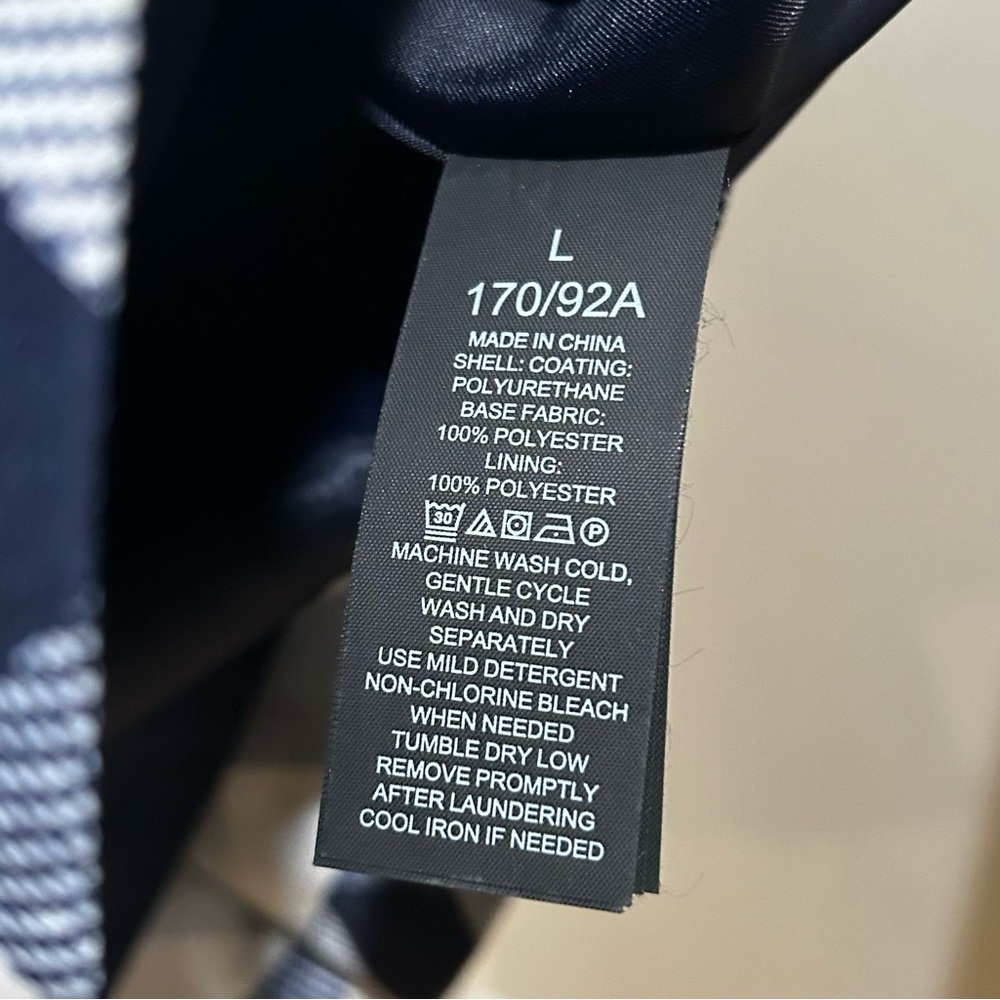 L
170/92A
MADE IN CHINA
SHELL: COATING:
POLYURETHANE
BASE FABRIC:
100% POLYESTER
LINING:
100% POLYESTER
30 P
MACHINE WASH COLD,
GENTLE CYCLE
WASH AND DRY
SEPARATELY
USE MILD DETERGENT
NON-CHLORINE BLEACH
WHEN NEEDED
TUMBLE DRY LOW
REMOVE PROMPTLY
AFTER LAUNDERING
COOL IRON IF NEEDED